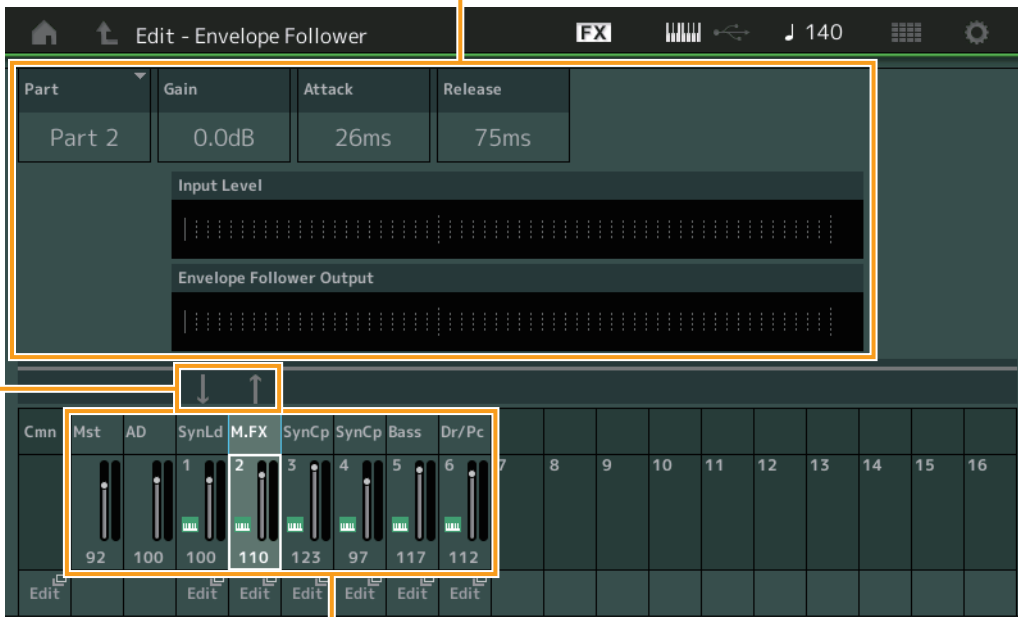 Edit - Envelope Follower FX ♩ 140
Part Gain Attack Release
Part 2 0.0dB 26ms 75ms
Input Level
Envelope Follower Output
Cmn Mst AD SynLd M.FX SynCp SynCp Bass Dr/Pc
1 2 3 4 5 6 7 8 9 10 11 12 13 14 15 16
92 100 100 110 123 97 117 112
Edit Edit Edit Edit Edit Edit Edit